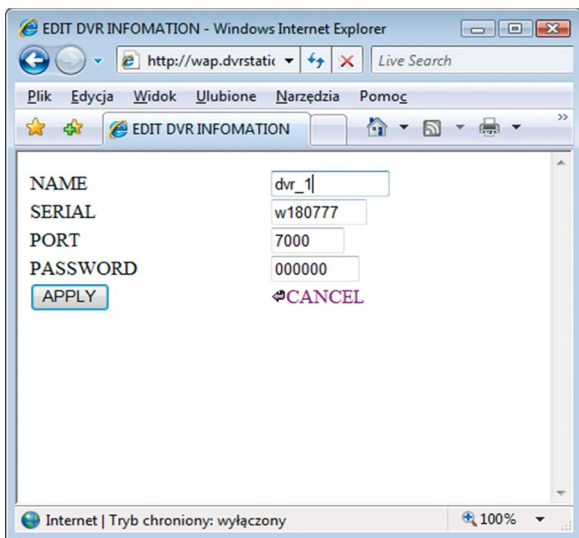 EDIT DVR INFOMATION - Windows Internet Explorer
http://wap.dvrstatic
Live Search
Plik Edycja Widok Ulubione Narzędzia Pomoc
EDIT DVR INFOMATION
NAME dvr_1
SERIAL w180777
PORT 7000
PASSWORD 000000
APPLY CANCEL
Internet | Tryb chroniony: wyłączony 100%